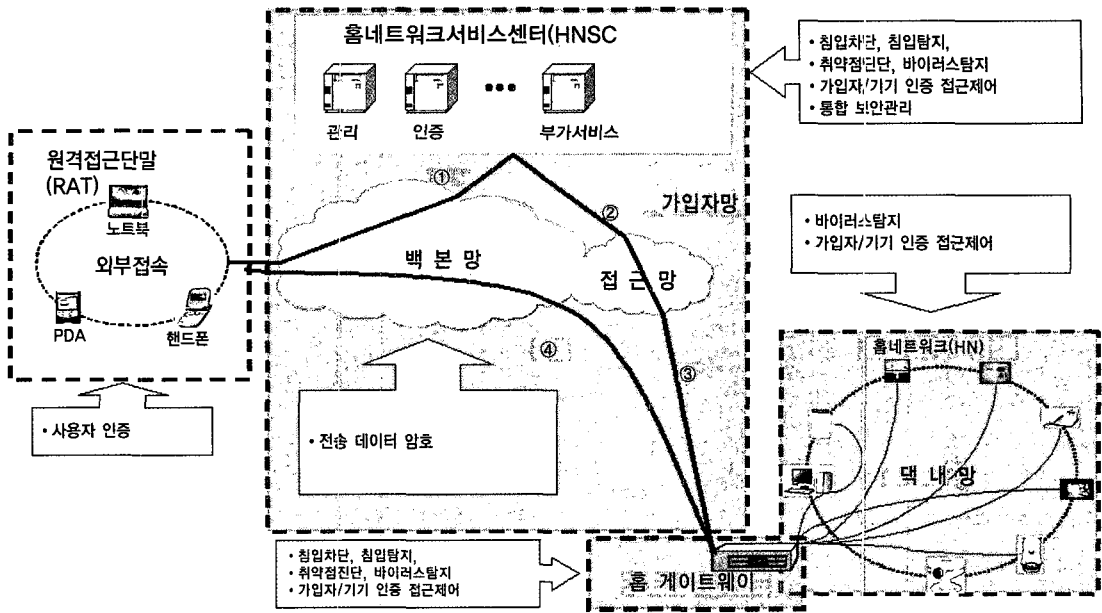 홈네트워크서비스센터(HNSC
관리
인증
부가서비스
• 침입차단, 침입탐지,
• 취약점진단, 바이러스탐지
• 가입자/기기 인증 접근제어
• 통합 보안관리
원격접근단말
(RAT)
노트북
외부접속
PDA
핸드폰
• 사용자 인증
①
②
가입자망
백 본 망
접 근 망
④
③
• 전송 데이터 암호
• 바이러스탐지
• 가입자/기기 인증 접근제어
홈네트워크(HN)
댁 내 망
• 침입차단, 침입탐지,
• 취약점진단, 바이러스탐지
• 가입자/기기 인증 접근제어
홈 게이트웨이